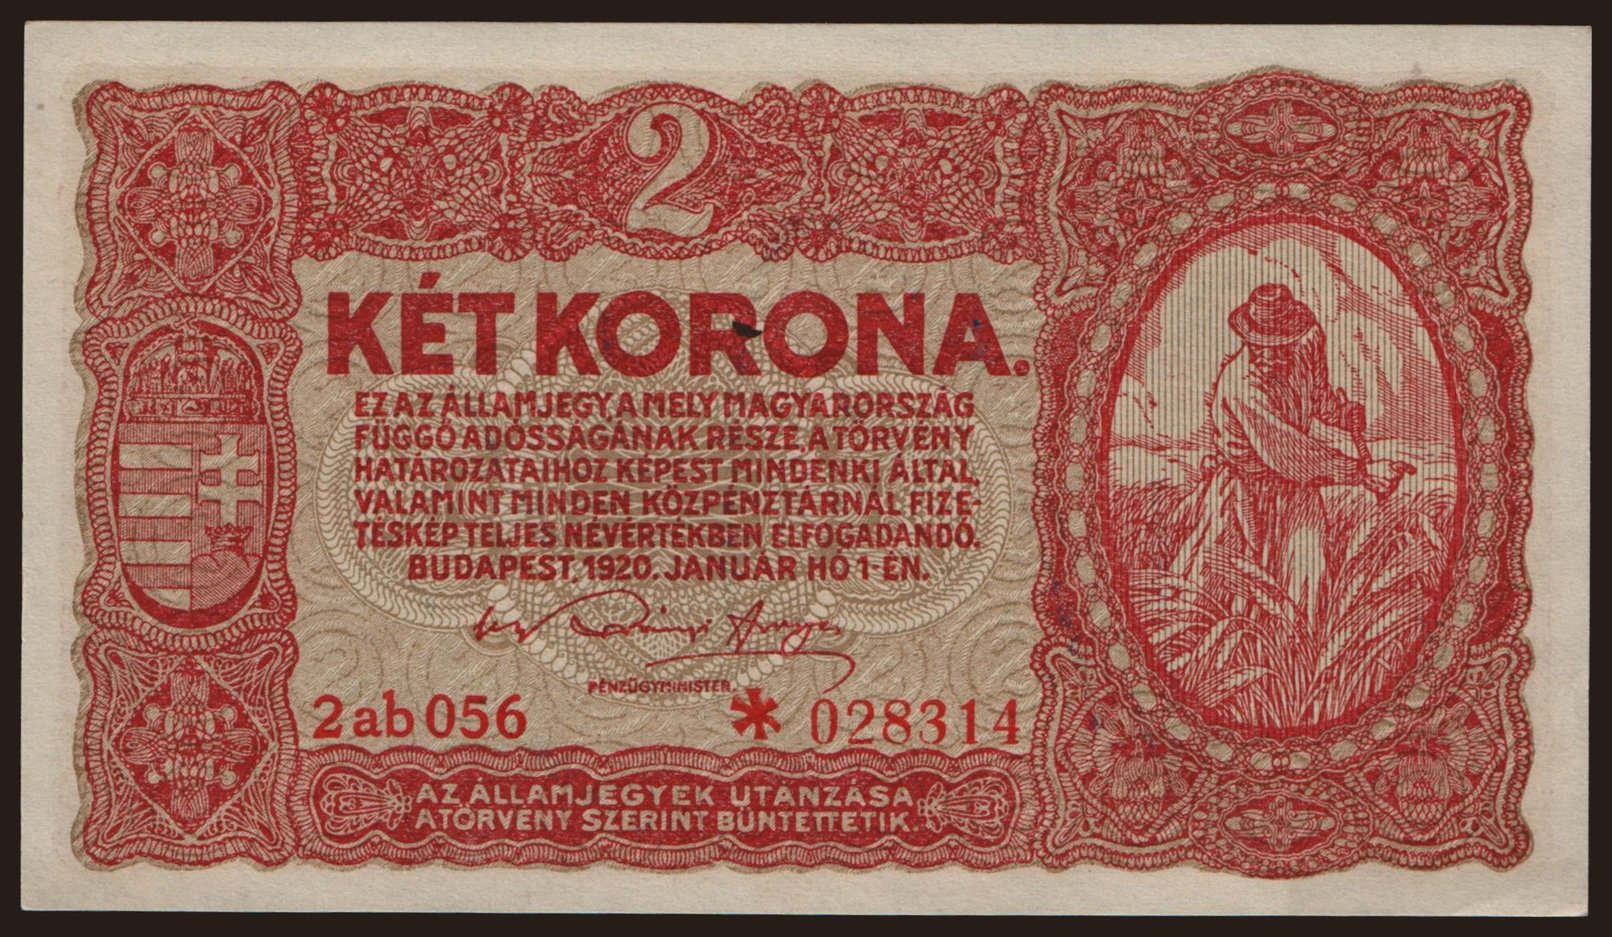 2
KÉT KORONA.
EZ AZ ÁLLAMJEGY AMELY MAGYARORSZÁG
FÜGGŐ ADÓSSÁGÁNAK RÉSZE, A TÖRVÉNY
HATÁROZATAIHOZ KÉPEST MINDENKI ÁLTAL,
VALAMINT MINDEN KÖZPÉNZTÁRNÁL FIZE-
TÉSKÉP TELJES NÉVÉRTÉKBEN ELFOGADANDÓ.
BUDAPEST, 1920. JANUÁR HÓ 1-ÉN.
PÉNZÜGYMINISTER.
2 ab 056 * 028314
AZ ÁLLAMJEGYEK UTÁNZÁSA
A TÖRVÉNY SZERINT BÜNTETTETIK.